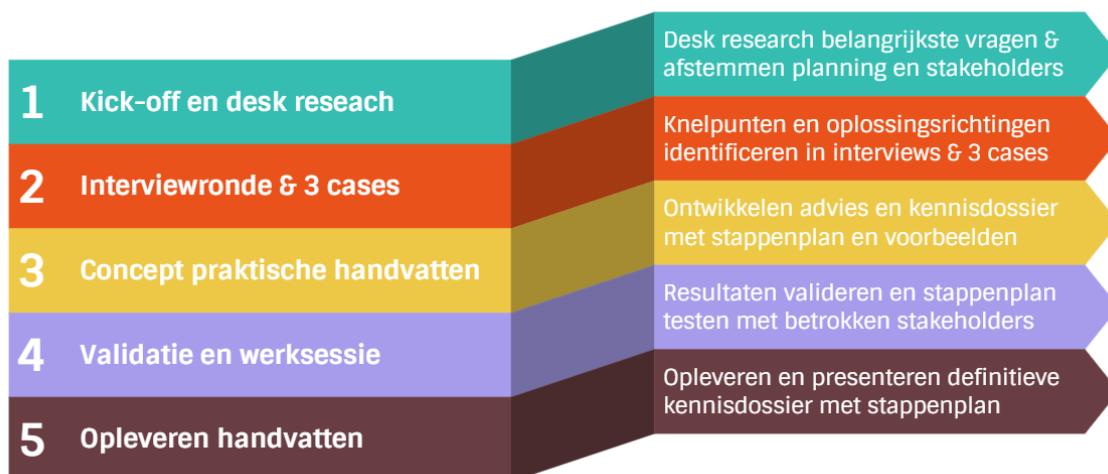 1 Kick-off en desk reseach
Desk research belangrijkste vragen &
afstemmen planning en stakeholders
2 Interviewronde & 3 cases
Knelpunten en oplossingsrichtingen
identificeren in interviews & 3 cases
3 Concept praktische handvatten
Ontwikkelen advies en kennisdossier
met stappenplan en voorbeelden
4 Validatie en werksessie
Resultaten valideren en stappenplan
testen met betrokken stakeholders
5 Opleveren handvatten
Opleveren en presenteren definitieve
kennisdossier met stappenplan